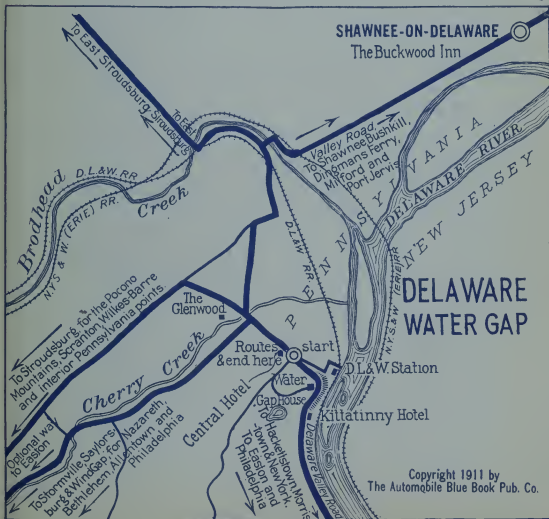 SHAWNEE-ON-DELAWARE
The Buckwood Inn
To East Stroudsburg
To East
Stroudsburg
Valley Road
To Shawnee, Bushkill,
Dingmans Ferry,
Milford and
Port Jervis
D.L.& W. RR
N.Y.S & W. (ERIE) RR.
Brodhead
Creek
PENNSYLVANIA
DELAWARE RIVER
NEW JERSEY
D.L.& W. RR.
N.Y.S.& W. (ERIE) RR
DELAWARE
WATER GAP
To Stroudsburg, for the Pocono
Mountains, Scranton, Wilkes-Barre
and interior Pennsylvania points.
The
Glenwood
Cherry Creek
Routes start
& end here
D.L.& W. Station
Water
Gap House
Central Hotel
Kittatinny Hotel
Optional way
to Easton
To Stormville, Saylors-
burg & Wind Gap; for Nazareth,
Bethlehem, Allentown, and
Philadelphia
To Hackettstown, Morris-
town & New York.
To Easton and
Philadelphia
Delaware Valley Road
Copyright 1911 by
The Automobile Blue Book Pub. Co.